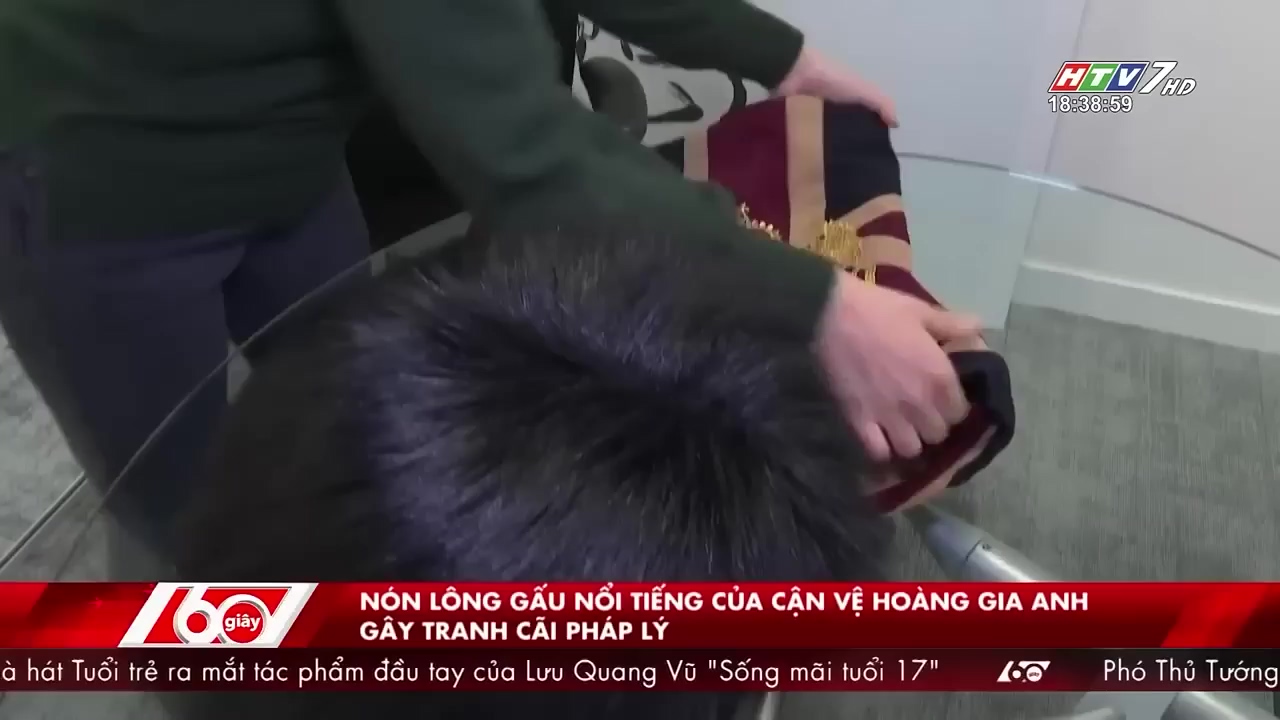 HTV7 HD
18:38:59
60 giây
NÓN LÔNG GẤU NỔI TIẾNG CỦA CẬN VỆ HOÀNG GIA ANH
GÂY TRANH CÃI PHÁP LÝ
à hát Tuổi trẻ ra mắt tác phẩm đầu tay của Lưu Quang Vũ "Sống mãi tuổi 17" 60 giây Phó Thủ Tướng